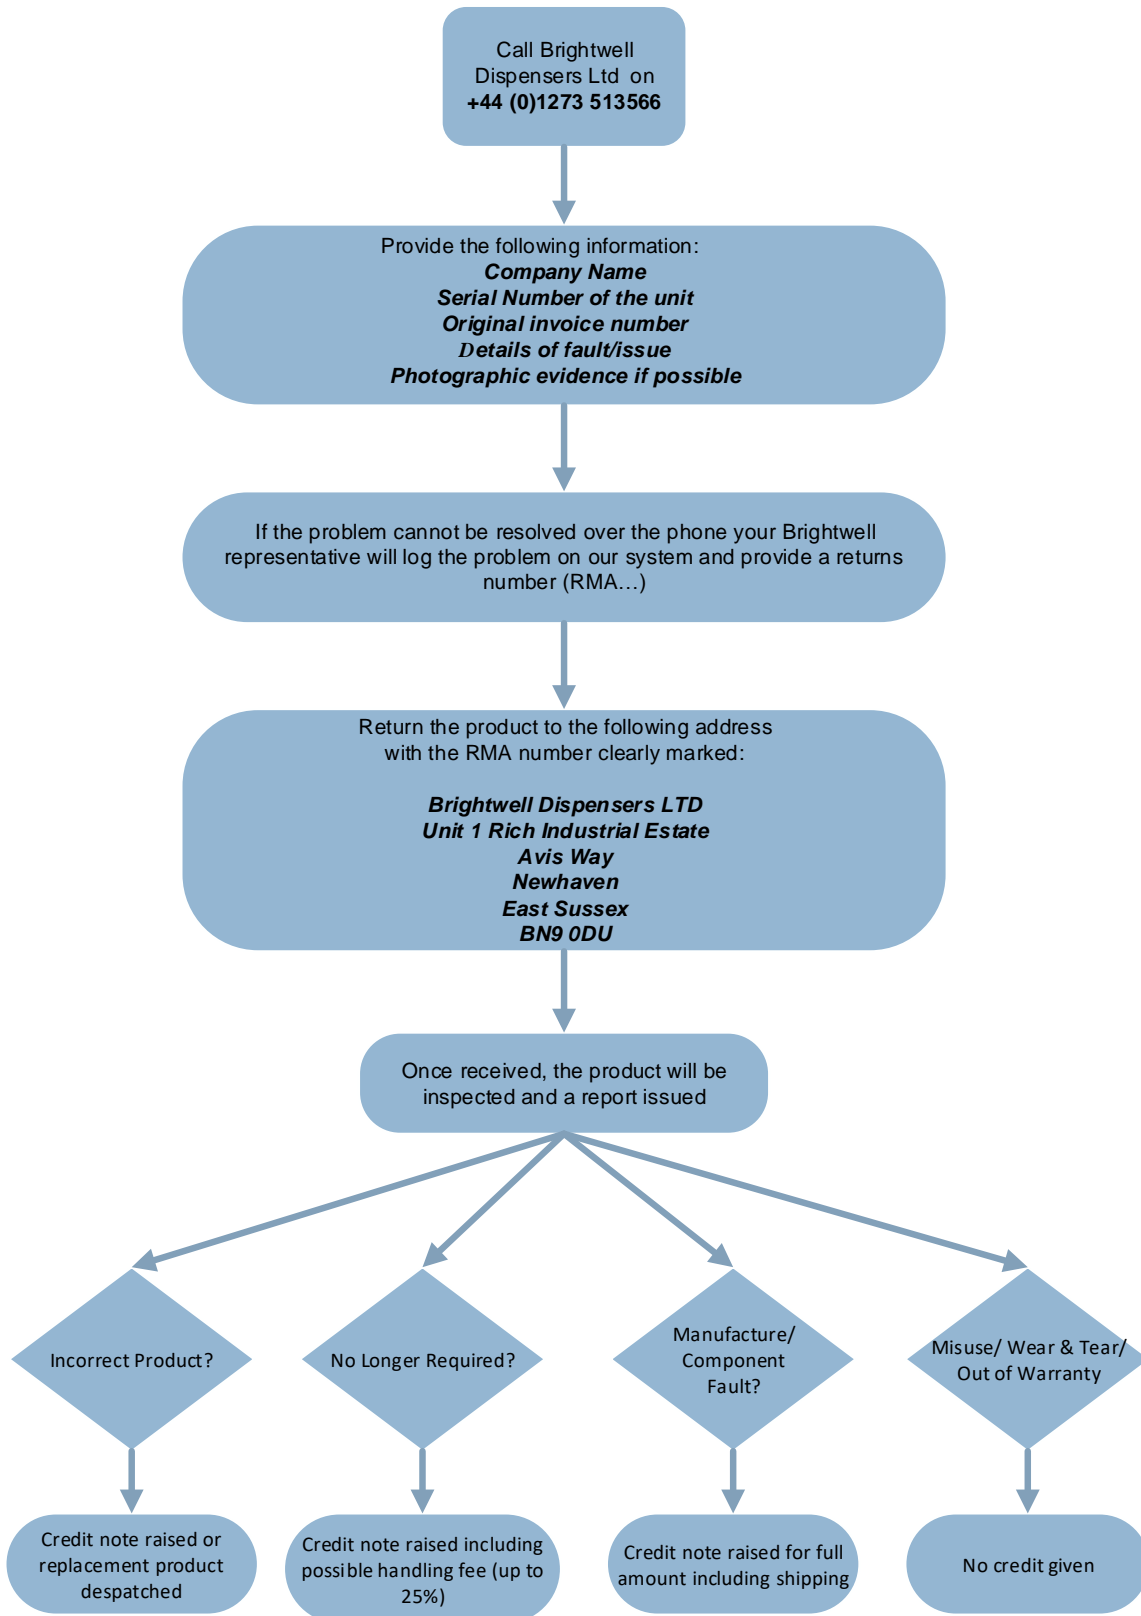 Call Brightwell
Dispensers Ltd on
+44 (0)1273 513566
Provide the following information:
Company Name
Serial Number of the unit
Original invoice number
Details of fault/issue
Photographic evidence if possible
If the problem cannot be resolved over the phone your Brightwell
representative will log the problem on our system and provide a returns
number (RMA…)
Return the product to the following address
with the RMA number clearly marked:
Brightwell Dispensers LTD
Unit 1 Rich Industrial Estate
Avis Way
Newhaven
East Sussex
BN9 0DU
Once received, the product will be
inspected and a report issued
Incorrect Product?
No Longer Required?
Manufacture/
Component
Fault?
Misuse/ Wear & Tear/
Out of Warranty
Credit note raised or
replacement product
despatched
Credit note raised including
possible handling fee (up to
25%)
Credit note raised for full
amount including shipping
No credit given